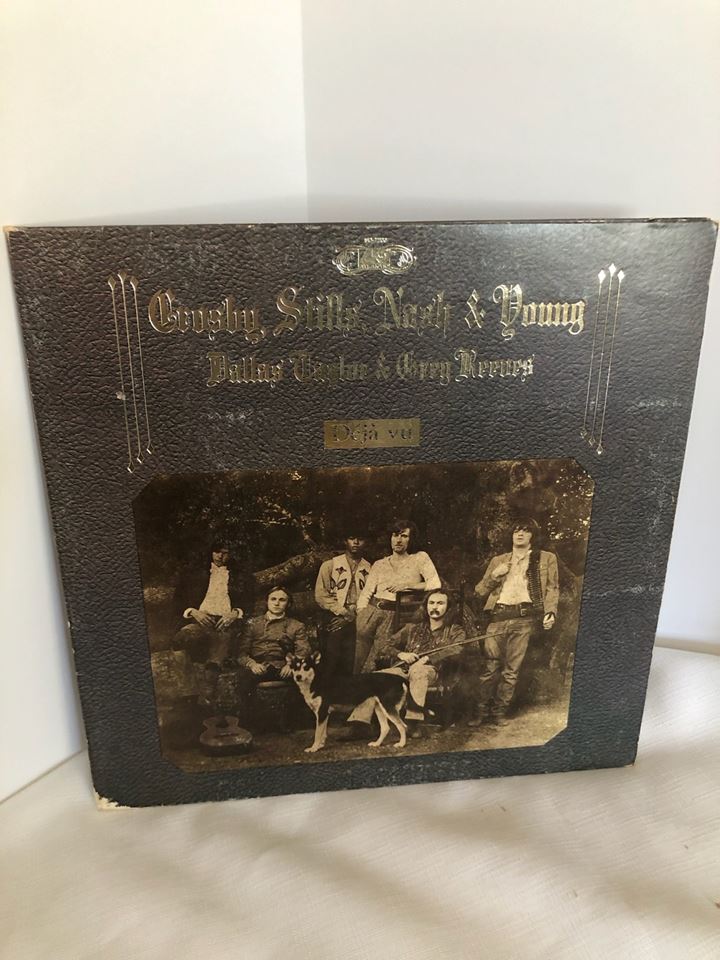 Crosby, Stills, Nash & Young
Dallas Taylor & Greg Reeves
Déjà vu